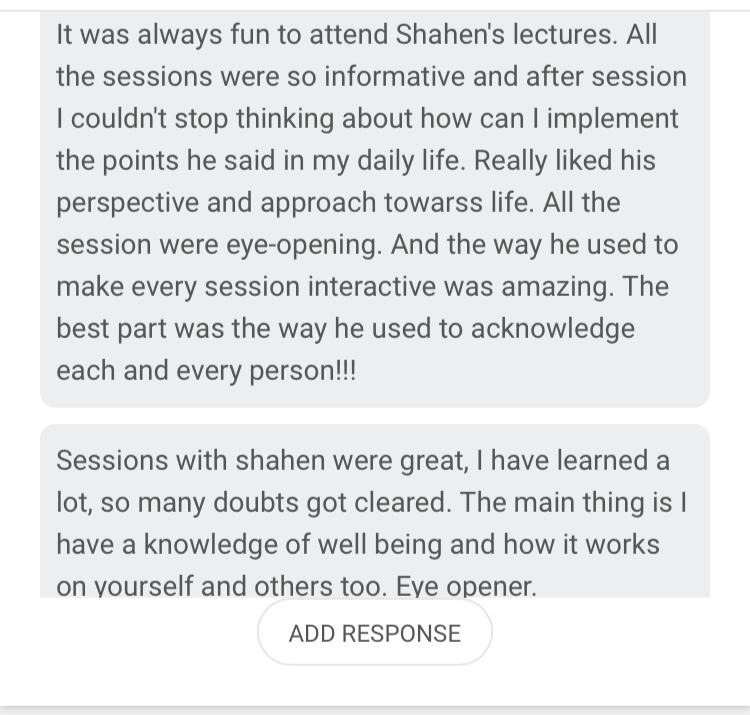 It was always fun to attend Shahen's lectures. All
the sessions were so informative and after session
I couldn't stop thinking about how can I implement
the points he said in my daily life. Really liked his
perspective and approach towarss life. All the
session were eye-opening. And the way he used to
make every session interactive was amazing. The
best part was the way he used to acknowledge
each and every person!!!
Sessions with shahen were great, I have learned a
lot, so many doubts got cleared. The main thing is I
have a knowledge of well being and how it works
on yourself and others too. Eye opener.
ADD RESPONSE